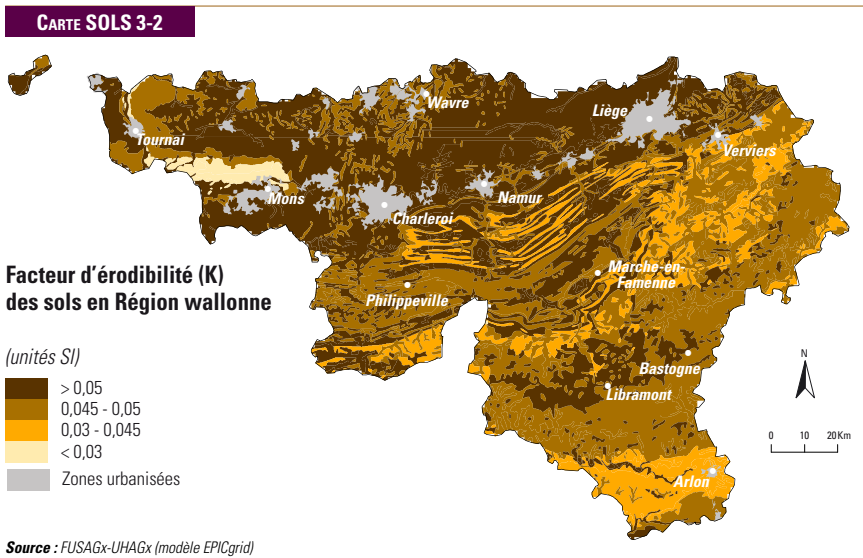 CARTE SOLS 3-2
Wavre
Liège
Tournai
Verviers
Mons
Namur
Charleroi
Marche-en-
Famenne
Philippeville
Facteur d'érodibilité (K)
des sols en Région wallonne
(unités SI)
> 0,05
0,045 - 0,05
0,03 - 0,045
< 0,03
Zones urbanisées
Bastogne
Libramont
Arlon
N
0 10 20 Km
Source : FUSAGx-UHAGx (modèle EPICgrid)